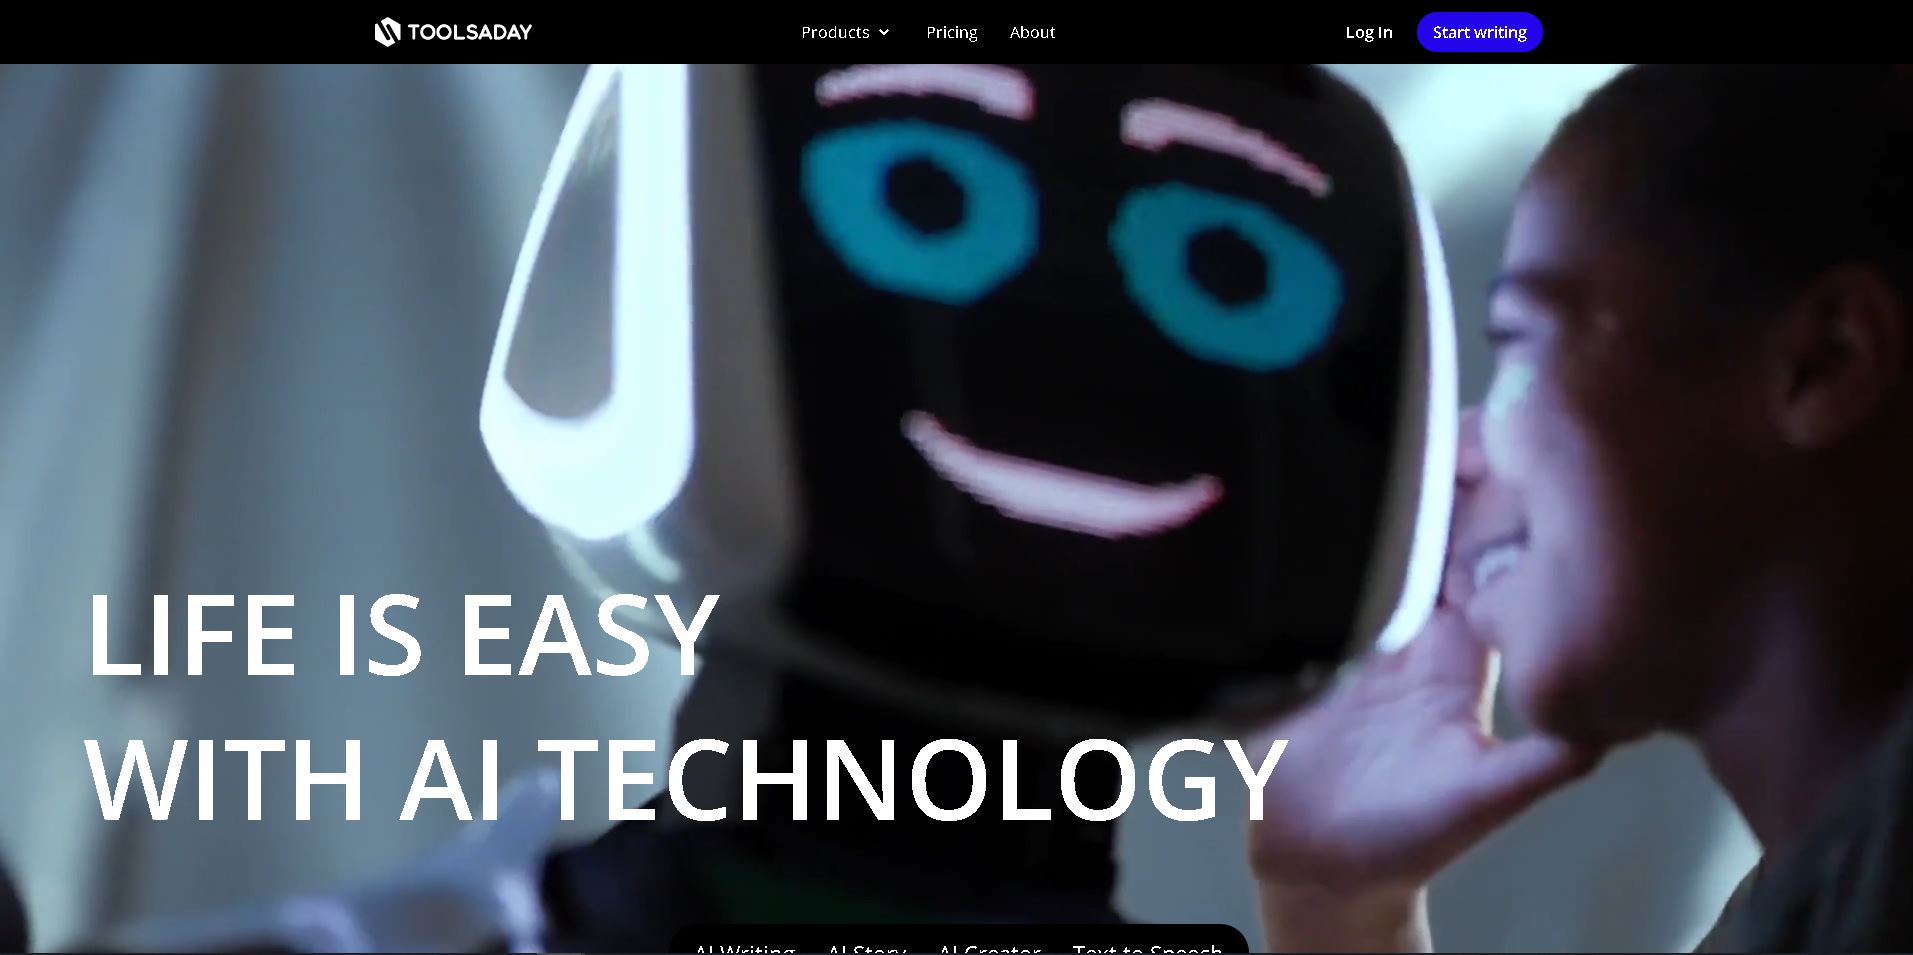 TOOLSADAY
Products
Pricing
About
Log In
Start writing
LIFE IS EASY
WITH AI TECHNOLOGY
AI Writing
AI Story
AI Creator
Text to Speech